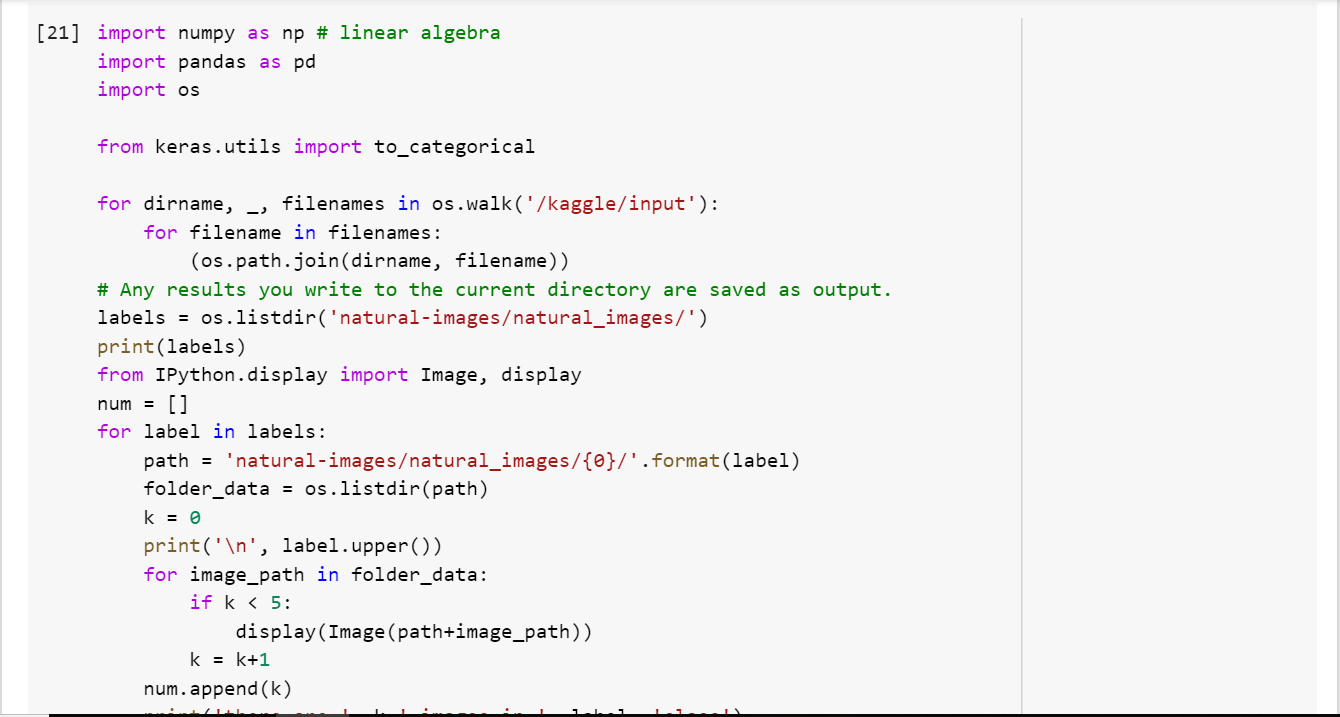 [21] import numpy as np # linear algebra
import pandas as pd
import os
from keras.utils import to_categorical
for dirname, _, filenames in os.walk('/kaggle/input'):
    for filename in filenames:
        (os.path.join(dirname, filename))
# Any results you write to the current directory are saved as output.
labels = os.listdir('natural-images/natural_images/')
print(labels)
from IPython.display import Image, display
num = []
for label in labels:
    path = 'natural-images/natural_images/{0}/'.format(label)
    folder_data = os.listdir(path)
    k = 0
    print('\n', label.upper())
    for image_path in folder_data:
        if k < 5:
            display(Image(path+image_path))
        k = k+1
    num.append(k)